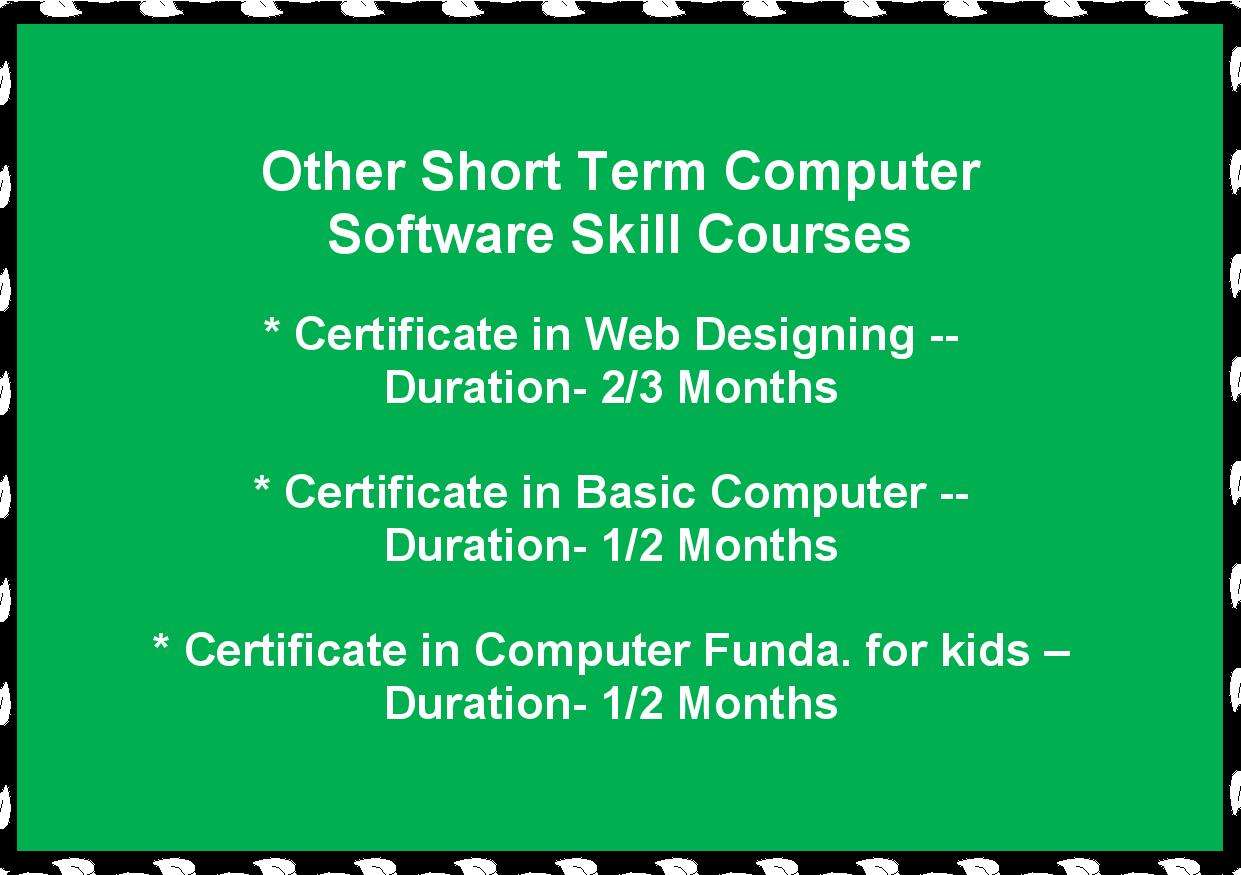 Other Short Term Computer
Software Skill Courses
* Certificate in Web Designing --
Duration- 2/3 Months
* Certificate in Basic Computer --
Duration- 1/2 Months
* Certificate in Computer Funda. for kids –
Duration- 1/2 Months